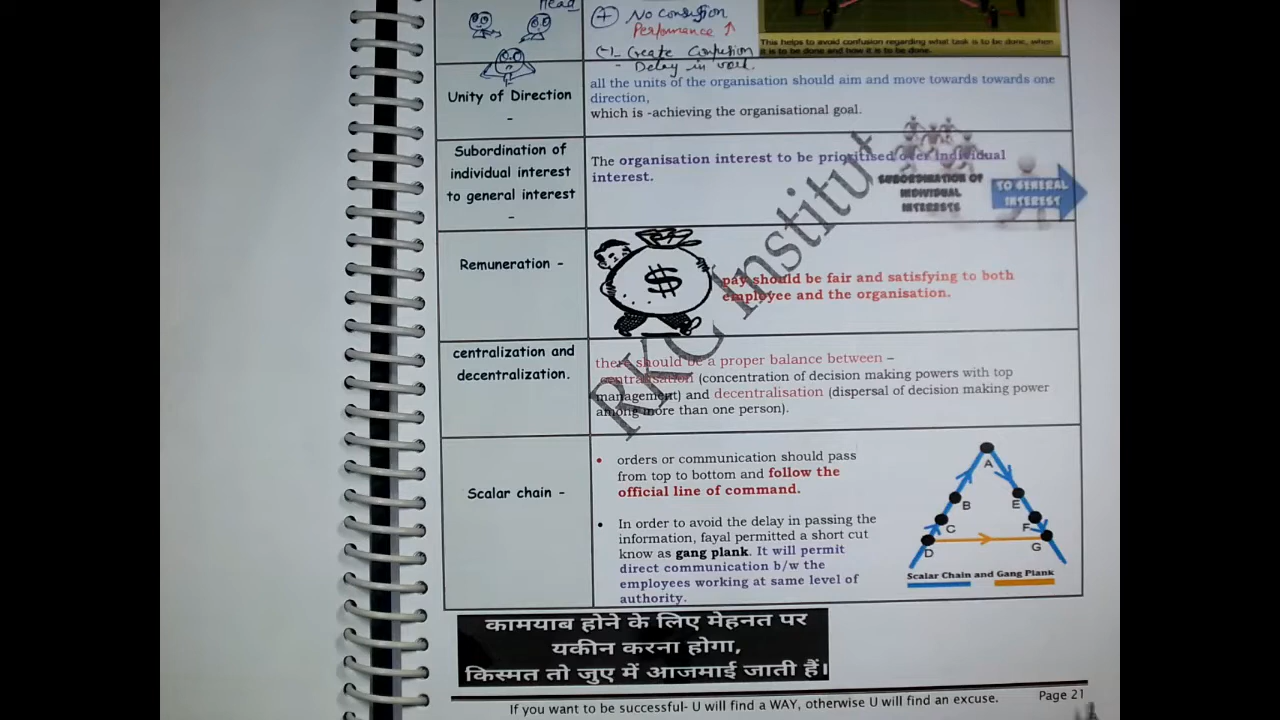 Head
+ No Confusion
Performance ↑
(-) - Create Confusion
- Delay in work.
This helps to avoid confusion regarding what task is to be done, when
it is to be done and how it is to be done.
Unity of Direction
-
all the units of the organisation should aim and move towards towards one
direction,
which is -achieving the organisational goal.
Subordination of
individual interest
to general interest
-
The organisation interest to be prioritised over individual
interest.
SUBORDINATION OF
INDIVIDUAL
INTERESTS
TO GENERAL
INTEREST
Remuneration -
$
pay should be fair and satisfying to both
employee and the organisation.
centralization and
decentralization.
there should be a proper balance between –
centralisation (concentration of decision making powers with top
management) and decentralisation (dispersal of decision making power
among more than one person).
Scalar chain -
• orders or communication should pass
from top to bottom and follow the
official line of command.
• In order to avoid the delay in passing the
information, fayal permitted a short cut
know as gang plank. It will permit
direct communication b/w the
employees working at same level of
authority.
A
B
E
C
F
D
G
Scalar Chain and Gang Plank
RKC Institut
कामयाब होने के लिए मेहनत पर
यकीन करना होगा,
किस्मत तो जुए में आजमाई जाती हैं।
If you want to be successful- U will find a WAY, otherwise U will find an excuse.
Page 21